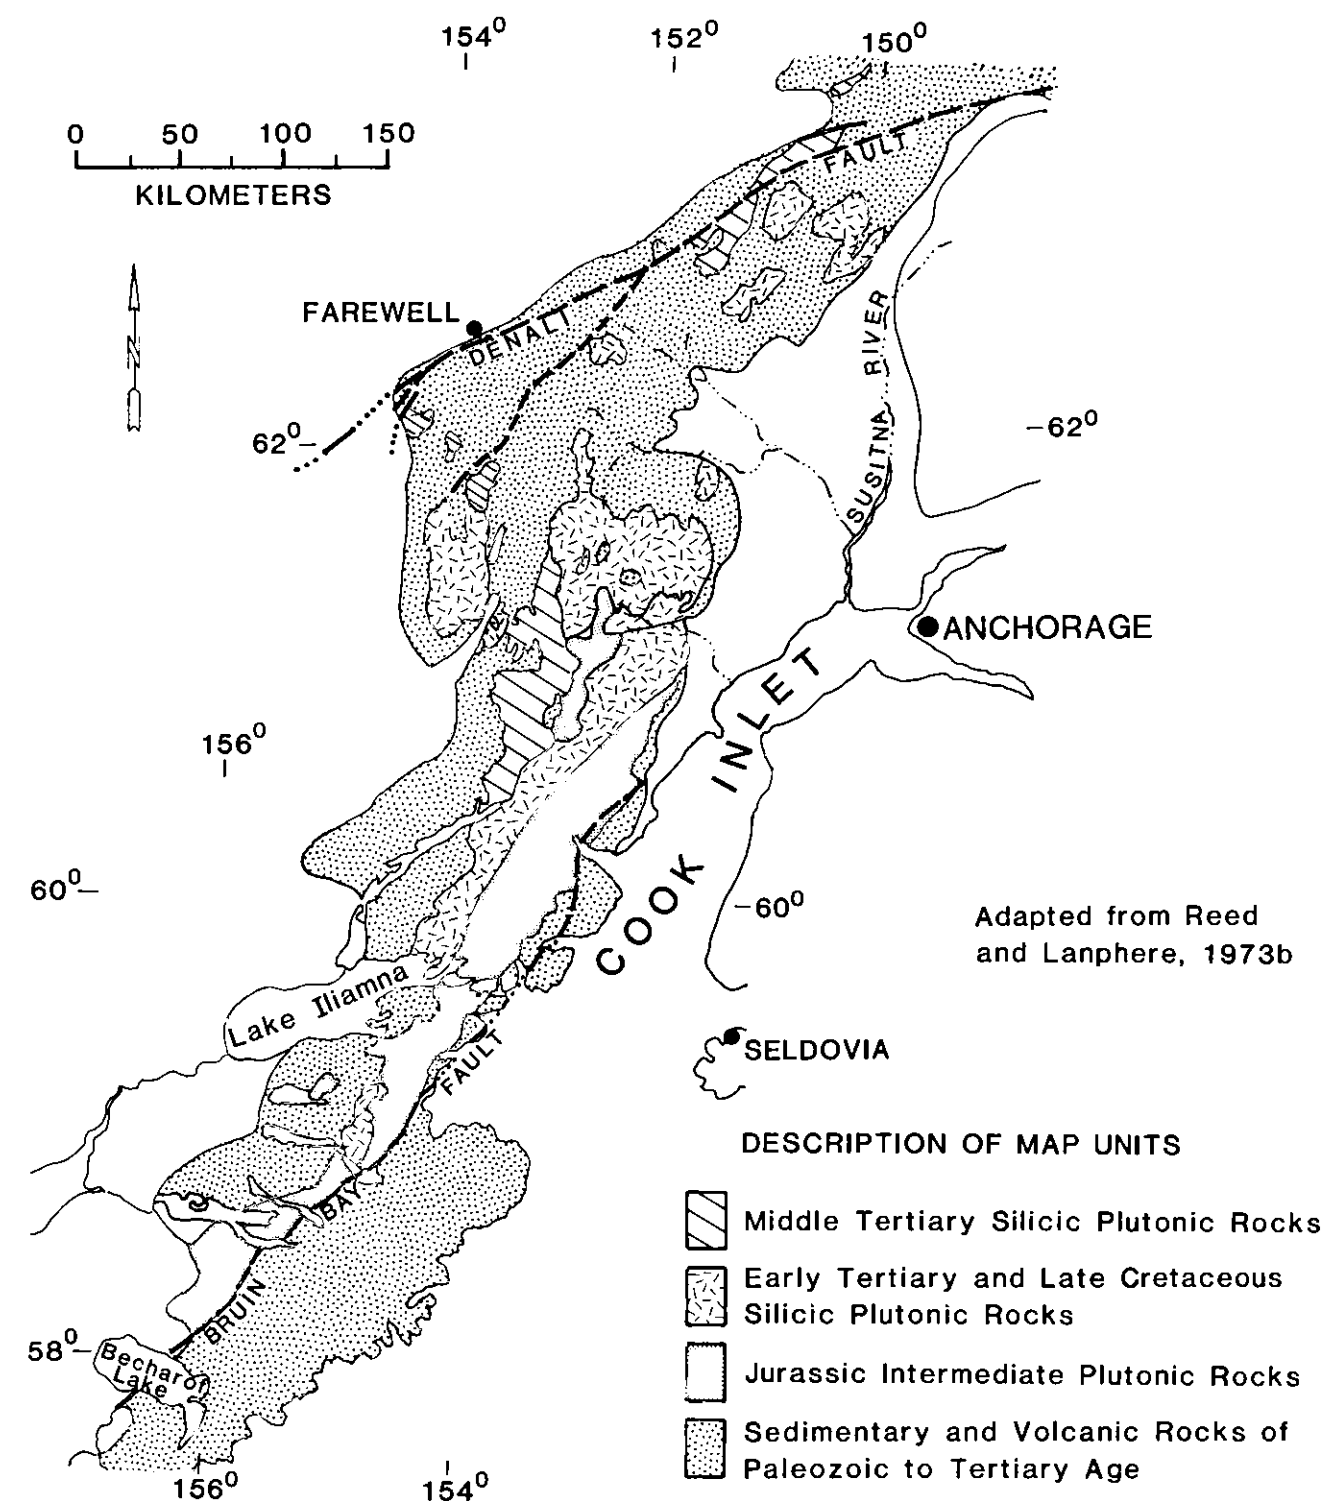 154⁰
152⁰
150⁰
0 50 100 150
KILOMETERS
N
FAULT
FAREWELL
DENALI
SUSITNA RIVER
62⁰
62⁰
ANCHORAGE
COOK INLET
156⁰
60⁰
60⁰
Adapted from Reed
and Lanphere, 1973b
Lake Iliamna
SELDOVIA
FAULT
BAY
BRUIN
DESCRIPTION OF MAP UNITS
Middle Tertiary Silicic Plutonic Rocks
Early Tertiary and Late Cretaceous
Silicic Plutonic Rocks
58⁰
Becharof
Lake
Jurassic Intermediate Plutonic Rocks
Sedimentary and Volcanic Rocks of
Paleozoic to Tertiary Age
156⁰
154⁰